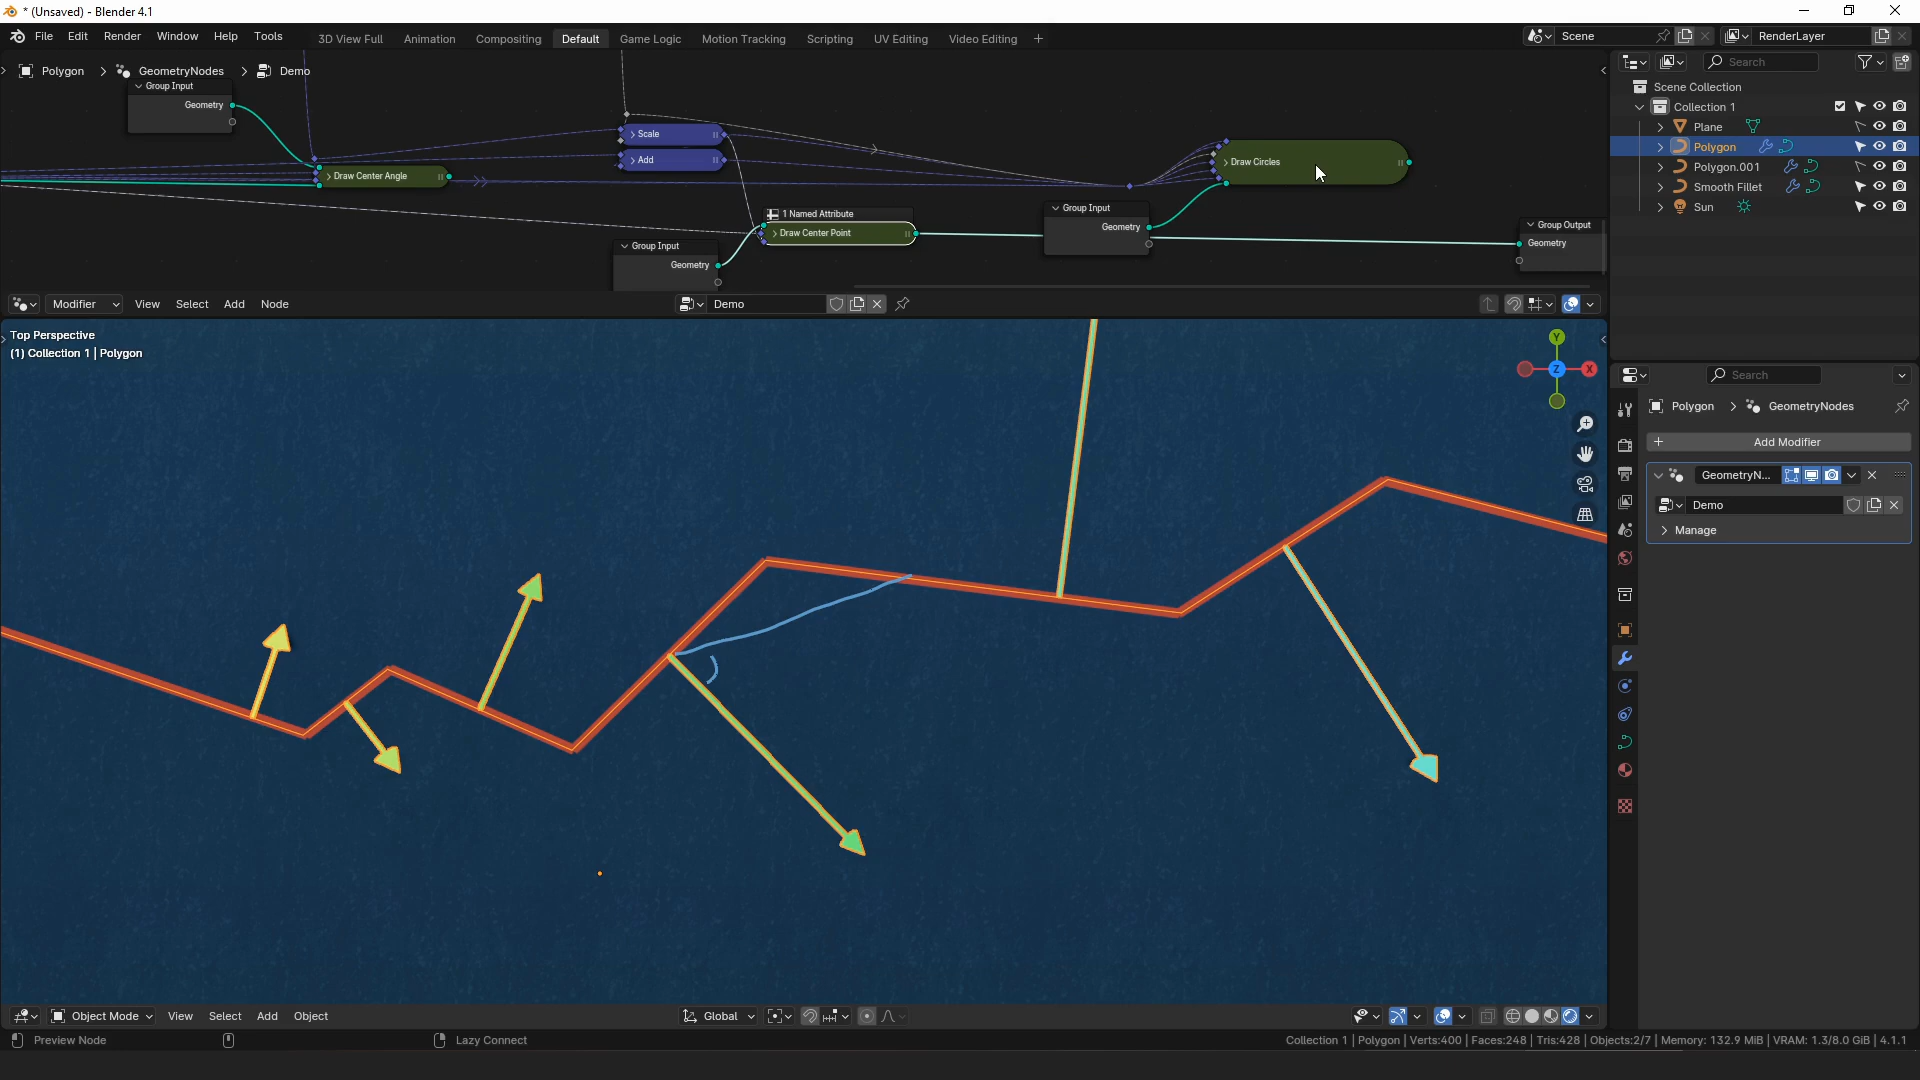 * (Unsaved) - Blender 4.1
File Edit Render Window Help Tools
3D View Full Animation Compositing Default Game Logic Motion Tracking Scripting UV Editing Video Editing +
Scene
RenderLayer
Polygon > GeometryNodes > Demo
Group Input
Geometry
Draw Center Angle
Scale
Add
1 Named Attribute
Draw Center Point
Group Input
Geometry
Draw Circles
Group Input
Geometry
Group Output
Geometry
Modifier View Select Add Node
Demo
Search
Scene Collection
Collection 1
Plane
Polygon
Polygon.001
Smooth Fillet
Sun
Top Perspective
(1) Collection 1 | Polygon
Y
Z
X
Search
Polygon > GeometryNodes
+ Add Modifier
GeometryN...
Demo
Manage
Object Mode View Select Add Object
Global
Preview Node
Lazy Connect
Collection 1 | Polygon | Verts:400 | Faces:248 | Tris:428 | Objects:2/7 | Memory: 132.9 MiB | VRAM: 1.3/8.0 GiB | 4.1.1